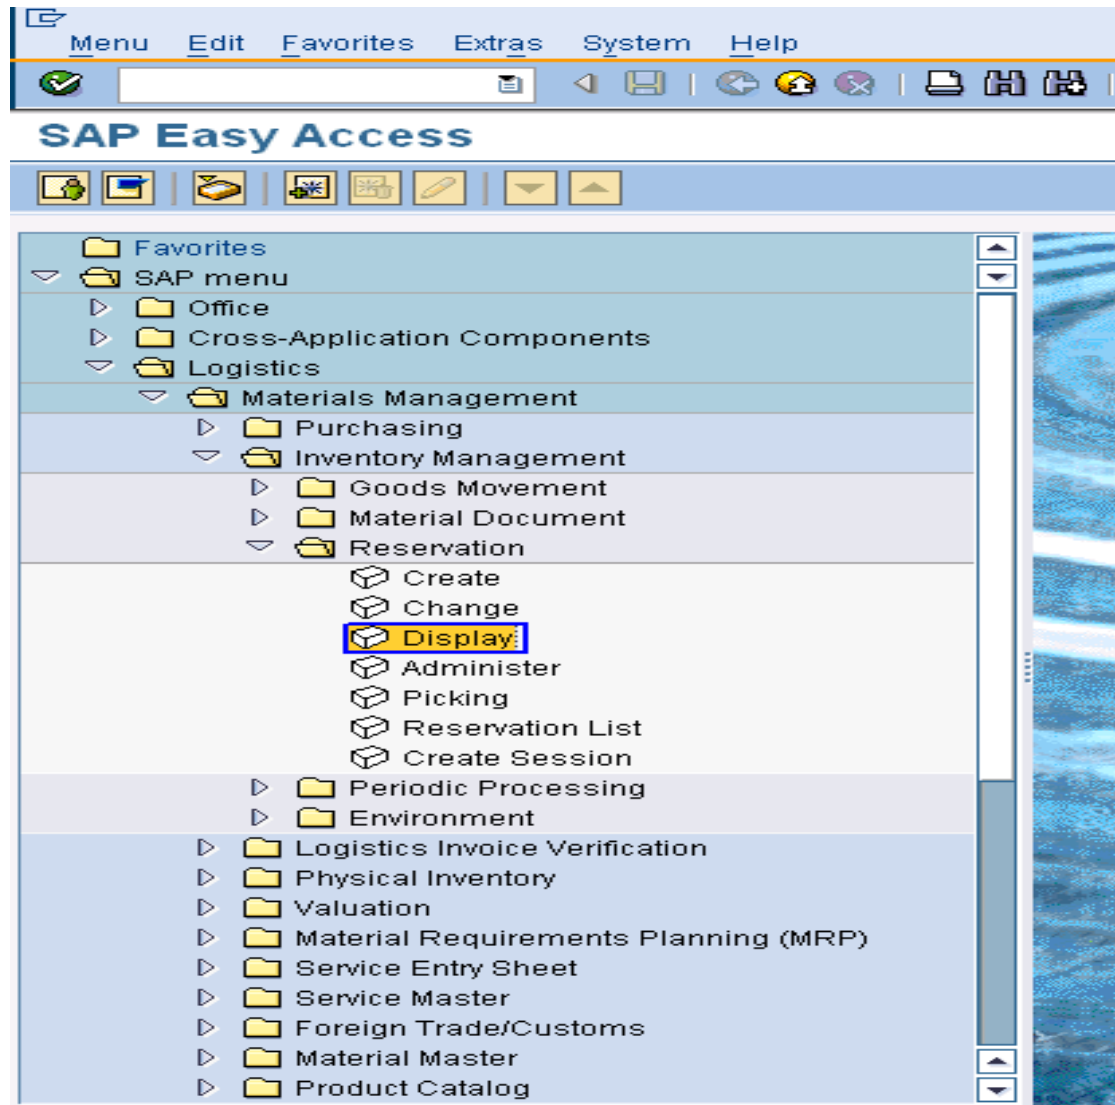 Menu Edit Favorites Extras System Help
SAP Easy Access
Favorites
SAP menu
Office
Cross-Application Components
Logistics
Materials Management
Purchasing
Inventory Management
Goods Movement
Material Document
Reservation
Create
Change
Display
Administer
Picking
Reservation List
Create Session
Periodic Processing
Environment
Logistics Invoice Verification
Physical Inventory
Valuation
Material Requirements Planning (MRP)
Service Entry Sheet
Service Master
Foreign Trade/Customs
Material Master
Product Catalog